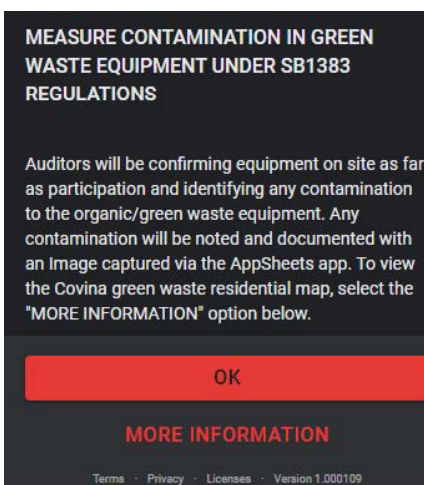 MEASURE CONTAMINATION IN GREEN
WASTE EQUIPMENT UNDER SB1383
REGULATIONS
Auditors will be confirming equipment on site as far
as participation and identifying any contamination
to the organic/green waste equipment. Any
contamination will be noted and documented with
an Image captured via the AppSheets app. To view
the Covina green waste residential map, select the
"MORE INFORMATION" option below.
OK
MORE INFORMATION
Terms · Privacy · Licenses · Version 1.000109